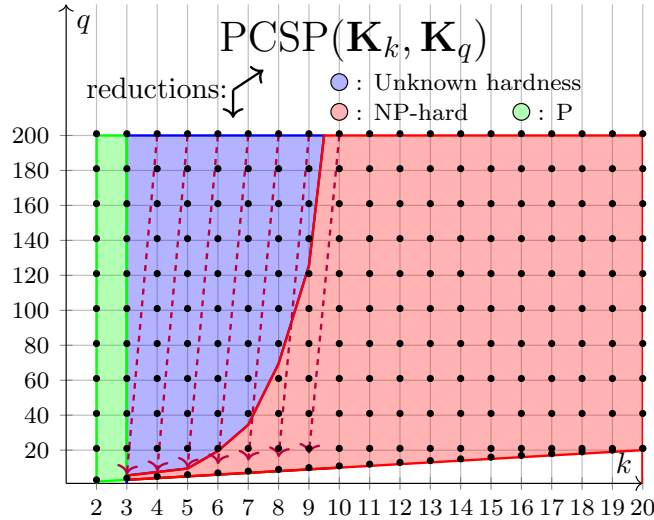 q
PCSP(𝐊ₖ, 𝐊_q)
reductions:
: Unknown hardness
: NP-hard : P
200
180
160
140
120
100
80
60
40
20
k
2 3 4 5 6 7 8 9 10 11 12 13 14 15 16 17 18 19 20